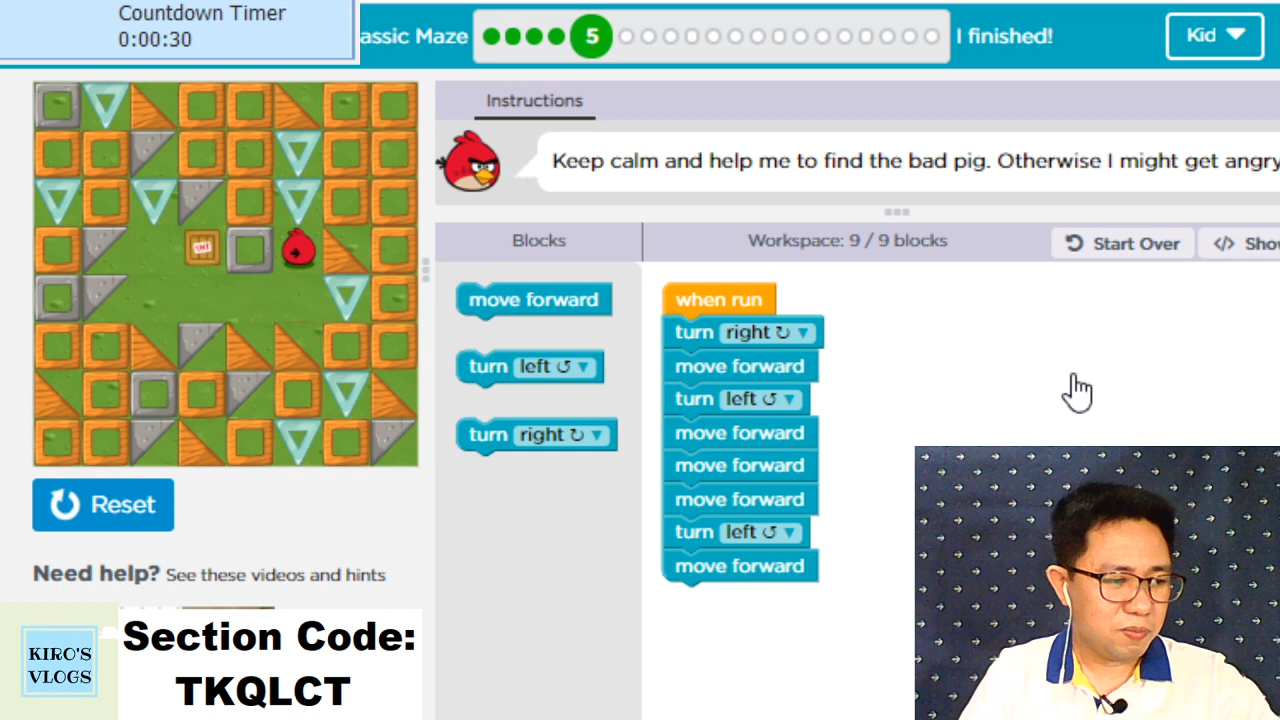 Countdown Timer
0:00:30
assic Maze
5
I finished!
Kid
Instructions
Keep calm and help me to find the bad pig. Otherwise I might get angry
Blocks
Workspace: 9 / 9 blocks
Start Over
</> Show
move forward
turn left ↺
turn right ↻
when run
turn right ↻
move forward
turn left ↺
move forward
move forward
move forward
turn left ↺
move forward
TNT
Reset
Need help? See these videos and hints
KIRO'S
VLOGS
Section Code:
TKQLCT